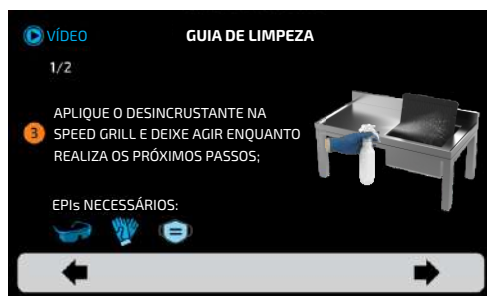 VÍDEO
GUIA DE LIMPEZA
1/2
3
APLIQUE O DESINCRUSTANTE NA
SPEED GRILL E DEIXE AGIR ENQUANTO
REALIZA OS PRÓXIMOS PASSOS;
EPIs NECESSÁRIOS: